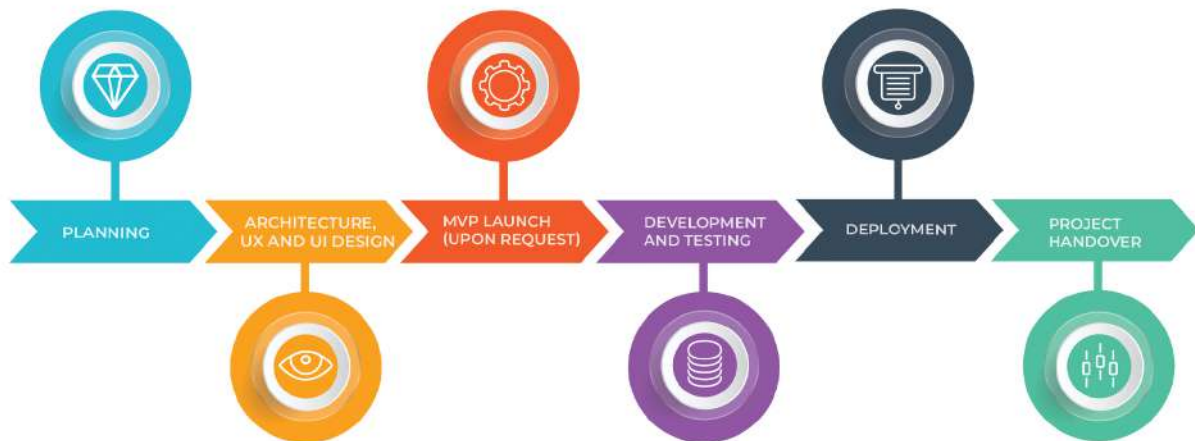 PLANNING
ARCHITECTURE,
UX AND UI DESIGN
MVP LAUNCH
(UPON REQUEST)
DEVELOPMENT
AND TESTING
DEPLOYMENT
PROJECT
HANDOVER